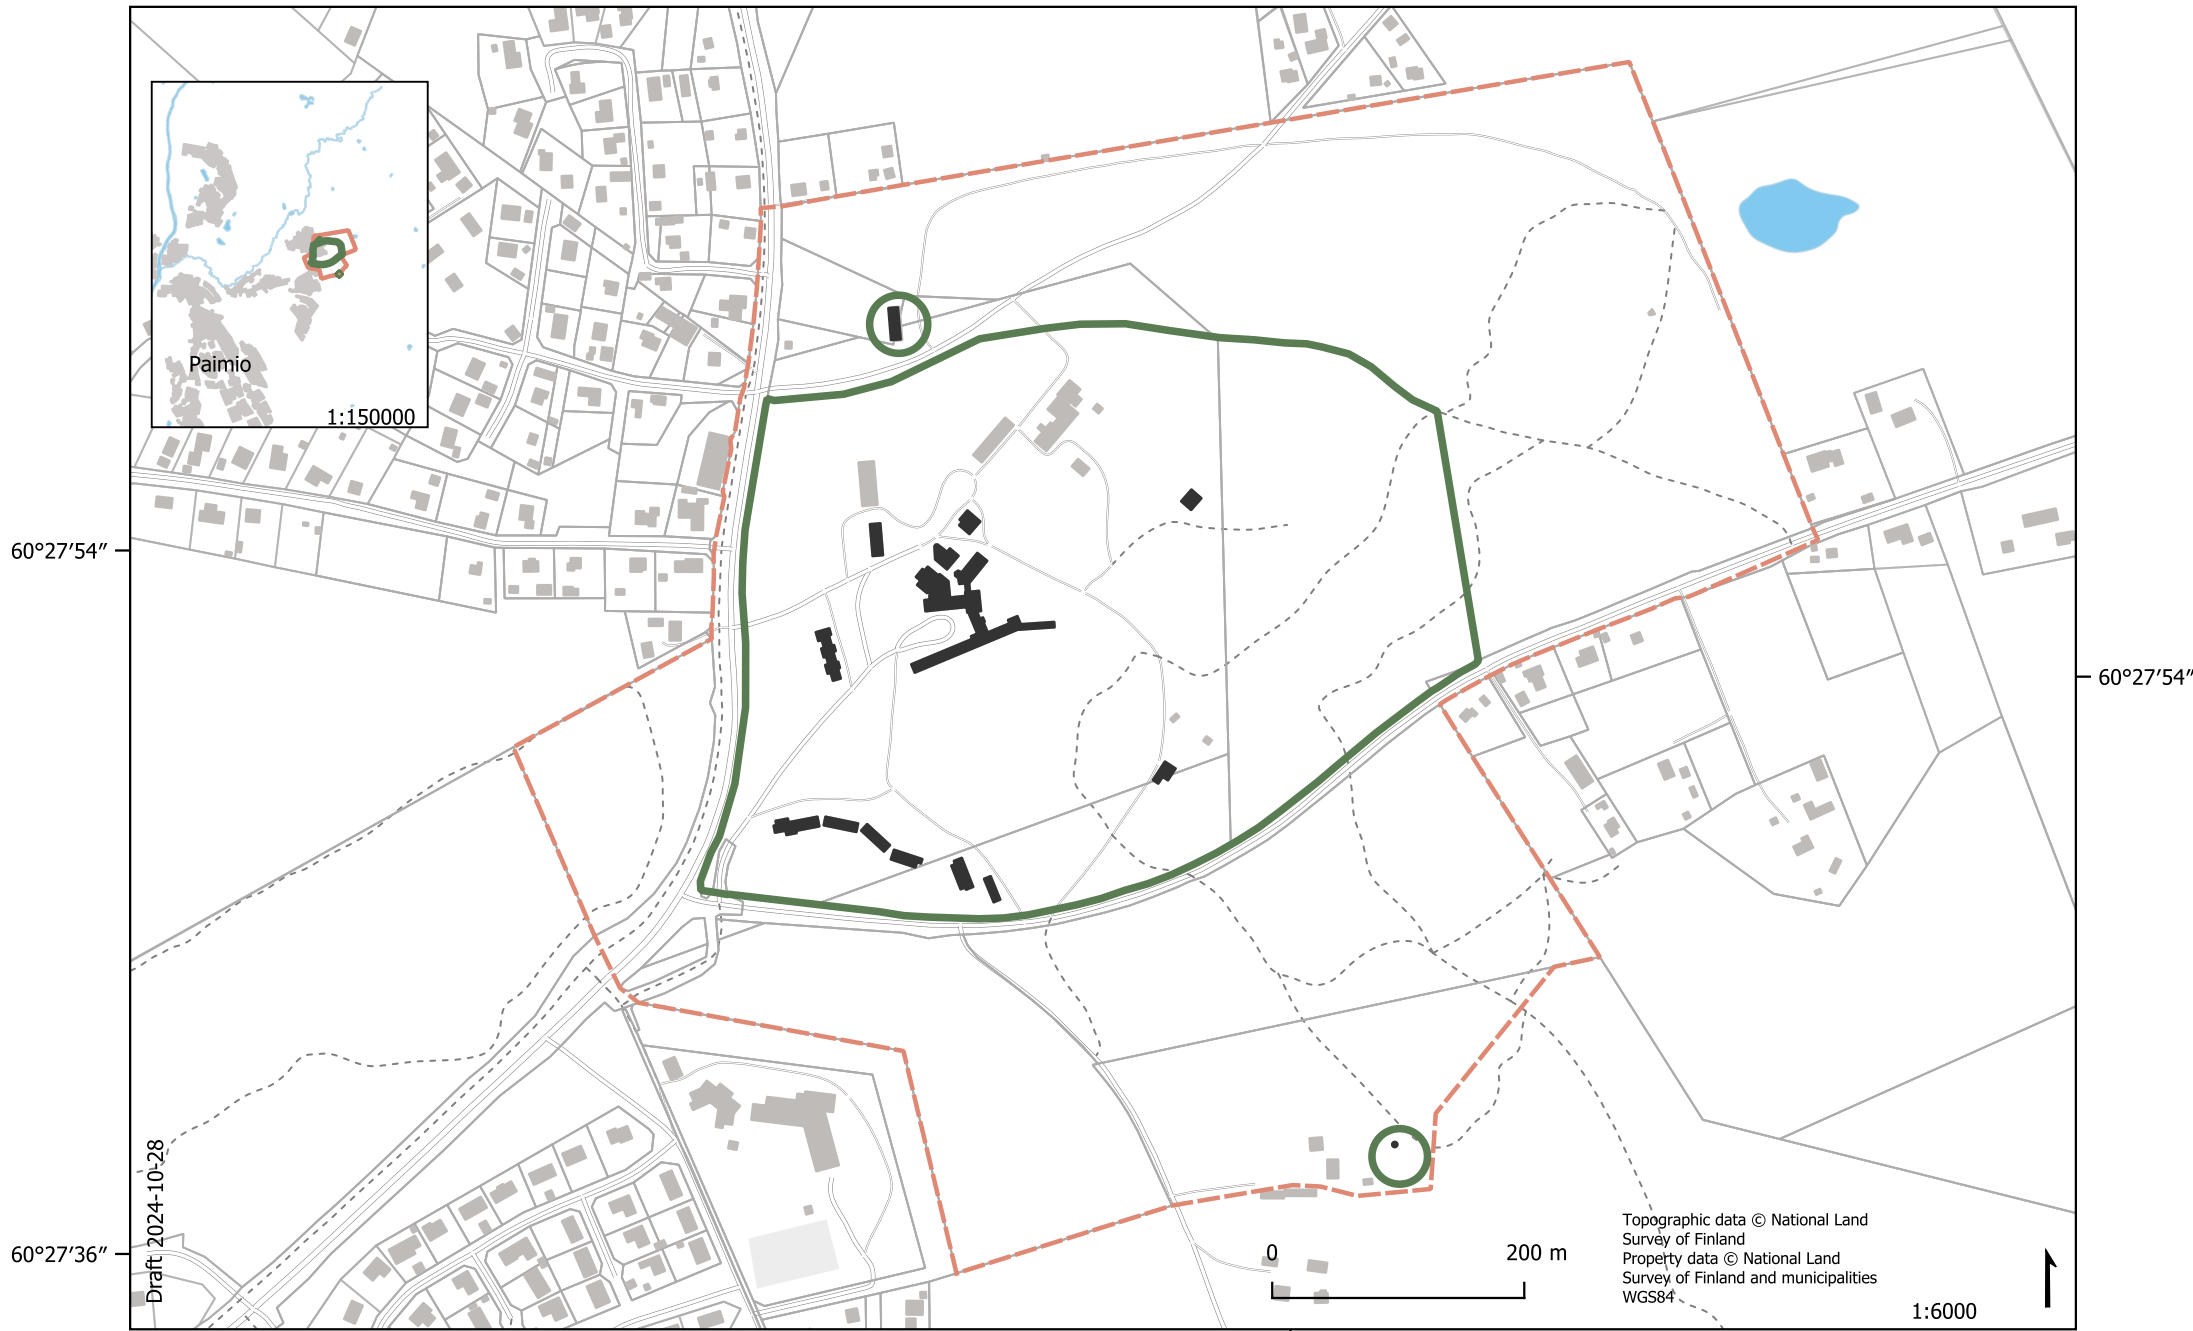 Paimio
1:150000
60°27’54”
60°27’54”
60°27’36”
Draft 2024-10-28
0
200 m
Topographic data © National Land
Survey of Finland
Property data © National Land
Survey of Finland and municipalities
WGS84
1:6000